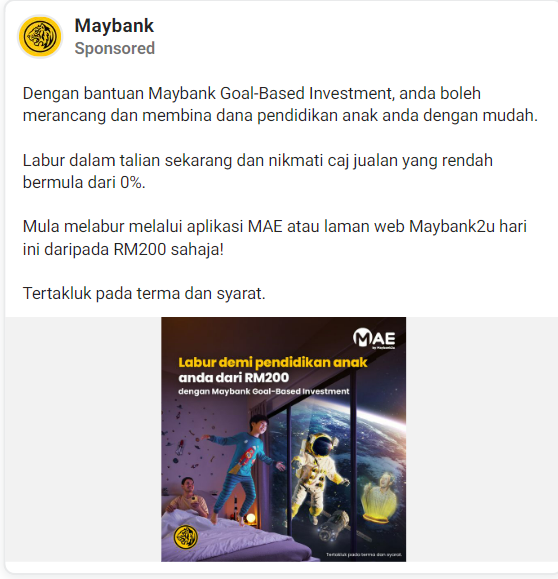 Maybank
Sponsored
Dengan bantuan Maybank Goal-Based Investment, anda boleh
merancang dan membina dana pendidikan anak anda dengan mudah.
Labur dalam talian sekarang dan nikmati caj jualan yang rendah
bermula dari 0%.
Mula melabur melalui aplikasi MAE atau laman web Maybank2u hari
ini daripada RM200 sahaja!
Tertakluk pada terma dan syarat.
MAE
by Maybank2u
Labur demi pendidikan anak
anda dari RM200
dengan Maybank Goal-Based Investment
Tertakluk pada terma dan syarat.